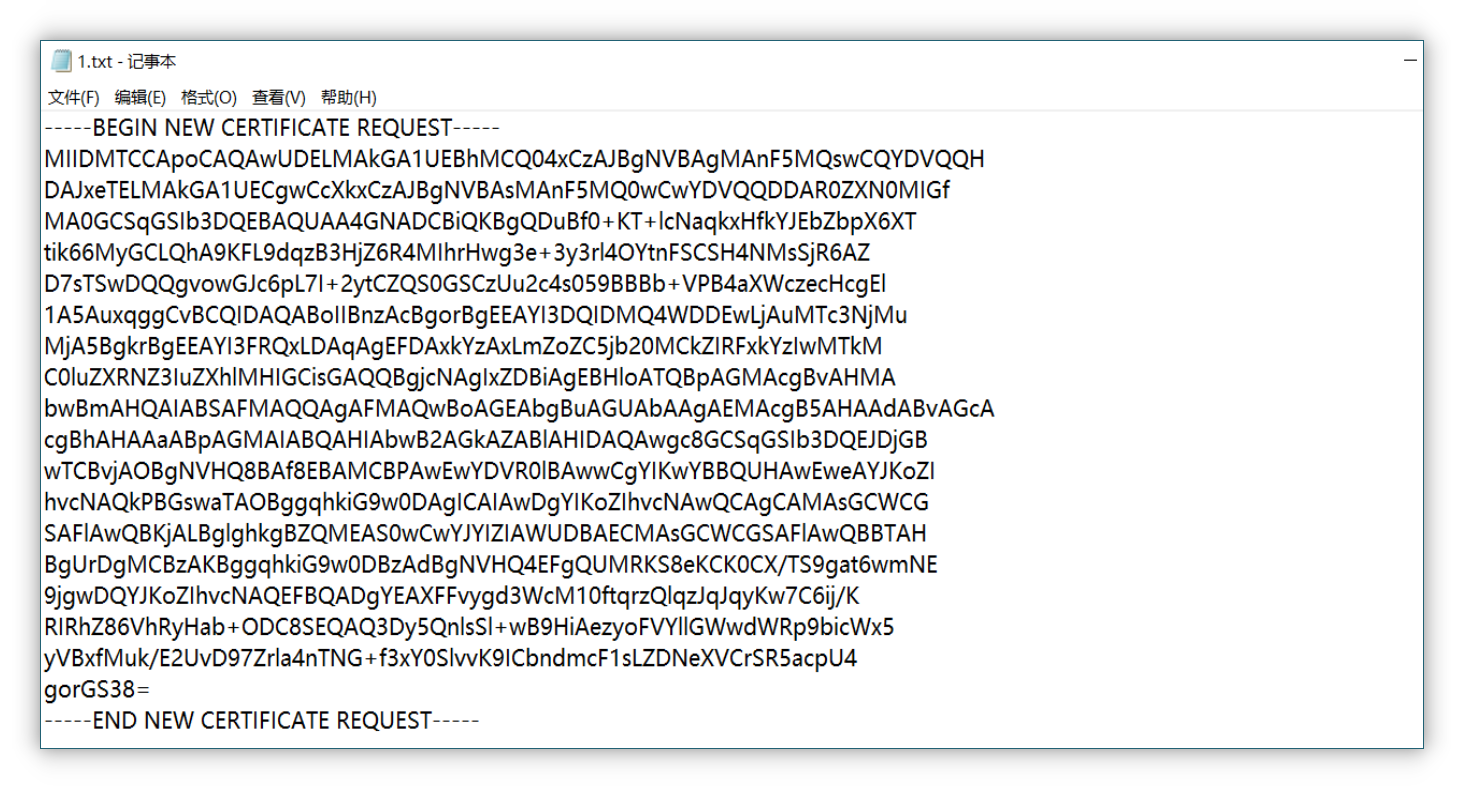 1.txt - 记事本
文件(F) 编辑(E) 格式(O) 查看(V) 帮助(H)
-----BEGIN NEW CERTIFICATE REQUEST-----
MIIDMTCCApoCAQAwUDELMAkGA1UEBhMCQ04xCzAJBgNVBAgMAnF5MQswCQYDVQQH
DAJxeTELMAkGA1UECgwCcXkxCzAJBgNVBAsMAnF5MQ0wCwYDVQQDDAR0ZXN0MIGf
MA0GCSqGSIb3DQEBAQUAA4GNADCBiQKBgQDuBf0+KT+lcNaqkxHfkYJEbZbpX6XT
tik66MyGCLQhA9KFL9dqzB3HjZ6R4MIhrHwg3e+3y3rl4OYtnFSCSH4NMsSjR6AZ
D7sTSwDQQgvowGJc6pL7I+2ytCZQS0GSCzUu2c4s059BBBb+VPB4aXWczecHcgEl
1A5AuxqggCvBCQIDAQABoIIBnzAcBgorBgEEAYI3DQIDMQ4WDDEwLjAuMTc3NjMu
MjA5BgkrBgEEAYI3FRQxLDAqAgEFDAxkYzAxLmZoZC5jb20MCkZIRFxkYzIwMTkM
C0luZXRNZ3IuZXhlMHIGCisGAQQBgjcNAgIxZDBiAgEBHloATQBpAGMAcgBvAHMA
bwBmAHQAIABSAFMAQQAgAFMAQwBoAGEAbgBuAGUAbAAgAEMAcgB5AHAAdABvAGcA
cgBhAHAAaABpAGMAIABQAHIAbwB2AGkAZABlAHIDAQAwgc8GCSqGSIb3DQEJDjGB
wTCBvjAOBgNVHQ8BAf8EBAMCBPAwEwYDVR0lBAwwCgYIKwYBBQUHAwEweAYJKoZI
hvcNAQkPBGswaTAOBggqhkiG9w0DAgICAIAwDgYIKoZIhvcNAwQCAgCAMAsGCWCG
SAFlAwQBKjALBglghkgBZQMEAS0wCwYJYIZIAWUDBAECMAsGCWCGSAFlAwQBBTAH
BgUrDgMCBzAKBggqhkiG9w0DBzAdBgNVHQ4EFgQUMRKS8eKCK0CX/TS9gat6wmNE
9jgwDQYJKoZIhvcNAQEFBQADgYEAXFFvygd3WcM10ftqrzQlqzJqJqyKw7C6ij/K
RIRhZ86VhRyHab+ODC8SEQAQ3Dy5QnlsSl+wB9HiAezyoFVYllGWwdWRp9bicWx5
yVBxfMuk/E2UvD97Zrla4nTNG+f3xY0SlvvK9ICbndmcF1sLZDNeXVCrSR5acpU4
gorGS38=
-----END NEW CERTIFICATE REQUEST-----